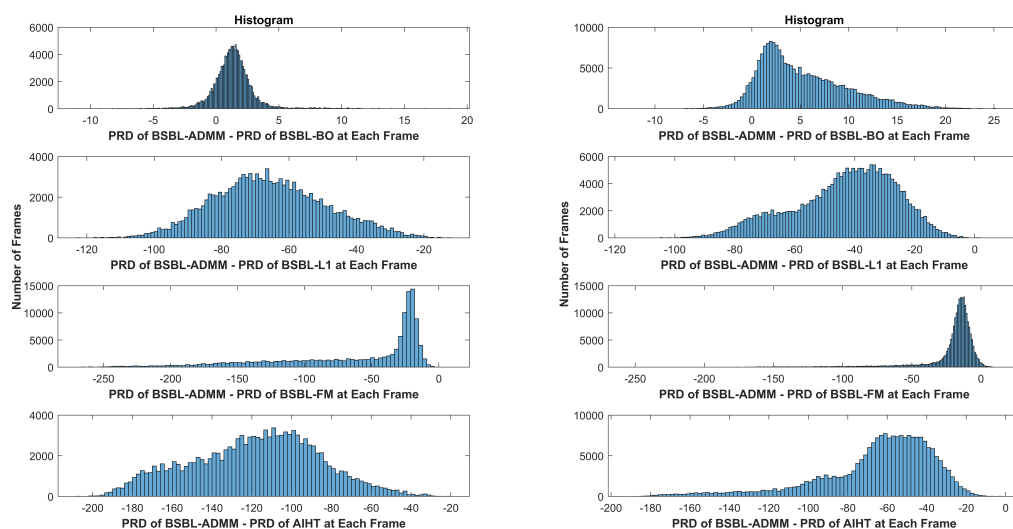 Histogram
6000
4000
2000
0
-10 -5 0 5 10 15 20
PRD of BSBL-ADMM - PRD of BSBL-BO at Each Frame
4000
2000
0
-120 -100 -80 -60 -40 -20
PRD of BSBL-ADMM - PRD of BSBL-L1 at Each Frame
Number of Frames
15000
10000
5000
0
-250 -200 -150 -100 -50 0
PRD of BSBL-ADMM - PRD of BSBL-FM at Each Frame
4000
2000
0
-200 -180 -160 -140 -120 -100 -80 -60 -40 -20
PRD of BSBL-ADMM - PRD of AIHT at Each Frame
Histogram
10000
5000
0
-10 -5 0 5 10 15 20 25
PRD of BSBL-ADMM - PRD of BSBL-BO at Each Frame
6000
4000
2000
0
-120 -100 -80 -60 -40 -20 0
PRD of BSBL-ADMM - PRD of BSBL-L1 at Each Frame
Number of Frames
15000
10000
5000
0
-250 -200 -150 -100 -50 0
PRD of BSBL-ADMM - PRD of BSBL-FM at Each Frame
10000
5000
0
-200 -180 -160 -140 -120 -100 -80 -60 -40 -20 0
PRD of BSBL-ADMM - PRD of AIHT at Each Frame